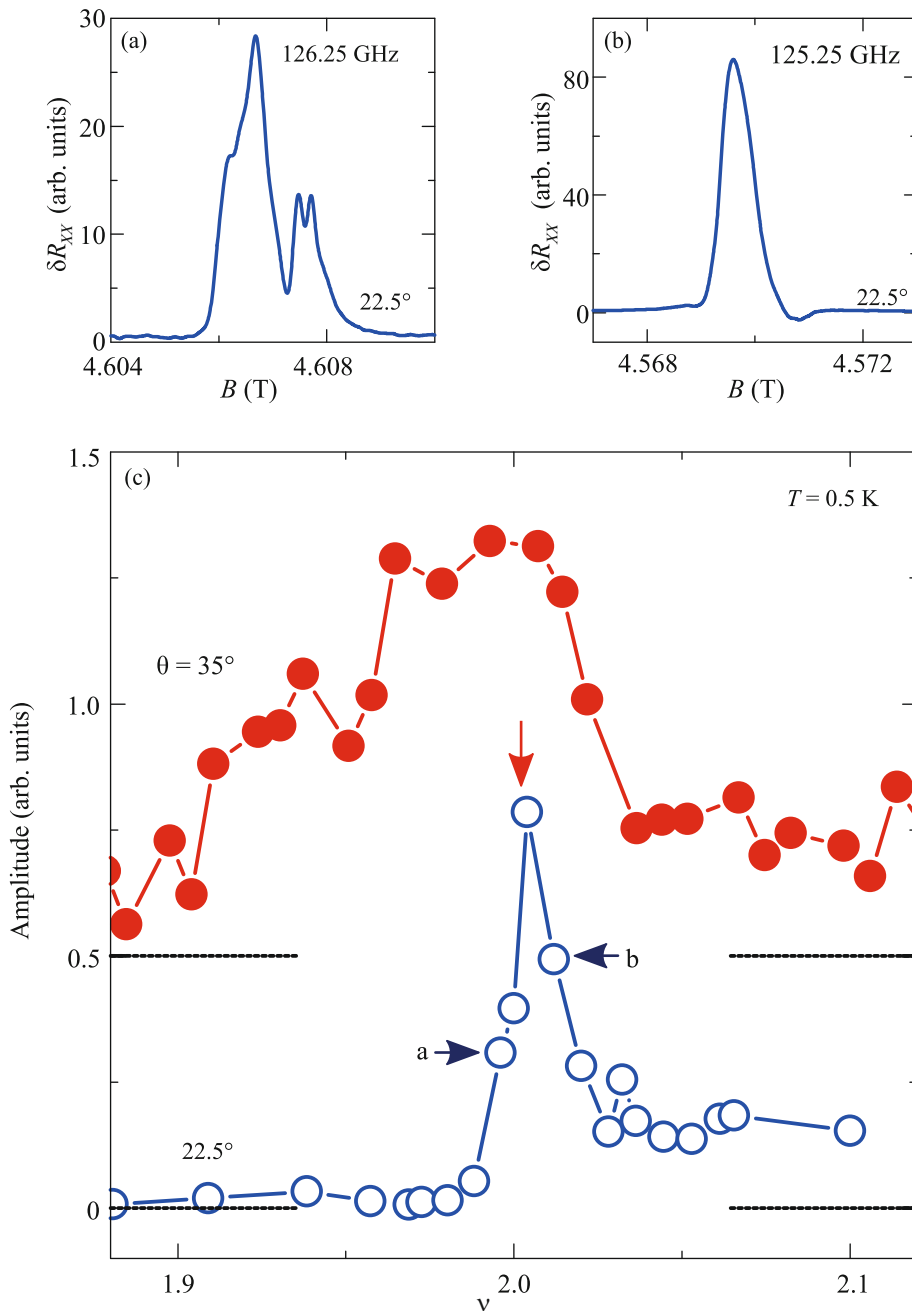 (a)
126.25 GHz
30
20
10
0
δR_XX (arb. units)
22.5°
4.604
4.608
B (T)
(b)
125.25 GHz
80
40
0
δR_XX (arb. units)
22.5°
4.568
4.572
B (T)
(c)
T = 0.5 K
1.5
1.0
0.5
0
Amplitude (arb. units)
θ = 35°
b
a
22.5°
1.9
2.0
2.1
ν